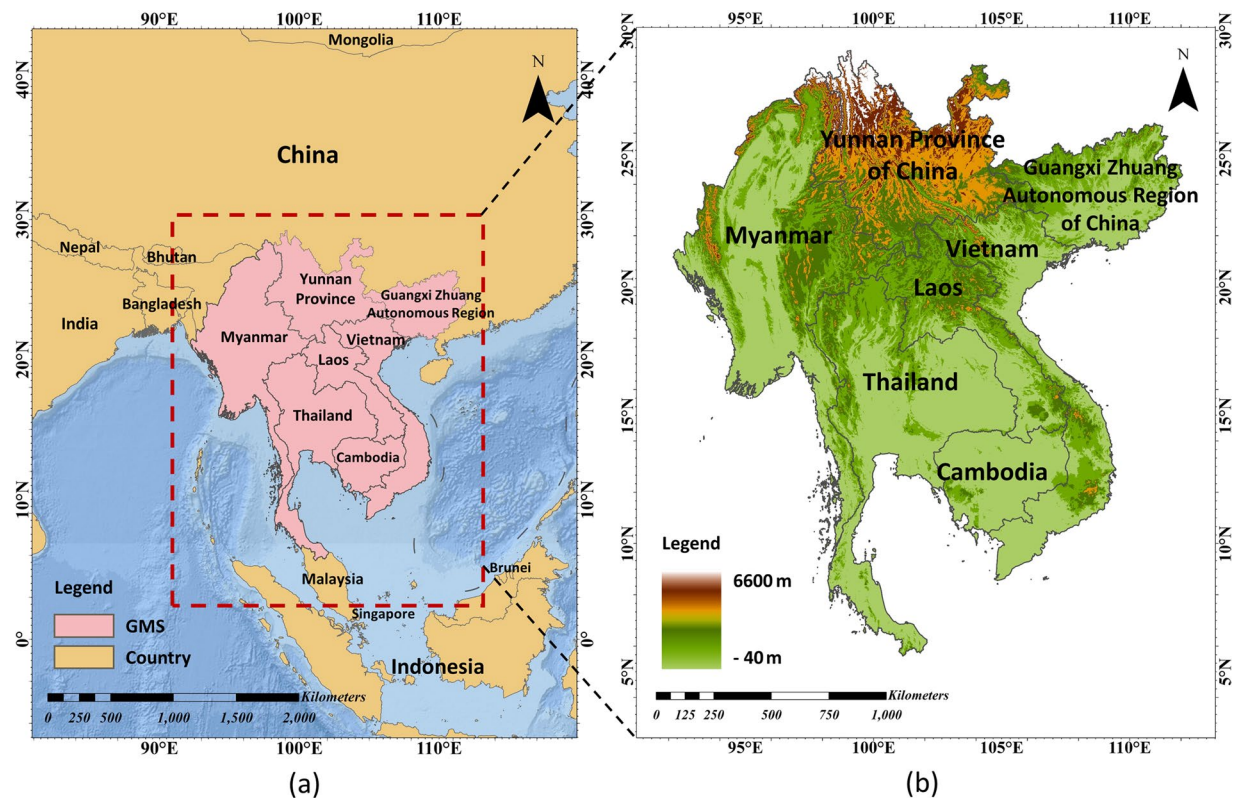 90°E 100°E 110°E
40°N
30°N
20°N
10°N
0°
40°N
30°N
20°N
10°N
0°
Mongolia
N
China
Nepal
Bhutan
Bangladesh
India
Yunnan
Province
Guangxi Zhuang
Autonomous Region
Myanmar
Vietnam
Laos
Thailand
Cambodia
Malaysia
Brunei
Singapore
Indonesia
Legend
GMS
Country
Kilometers
0 250 500 1,000 1,500 2,000
90°E 100°E 110°E
(a)
95°E 100°E 105°E 110°E
30°N
25°N
20°N
15°N
10°N
5°N
30°N
25°N
20°N
15°N
10°N
5°N
N
Yunnan Province
of China
Guangxi Zhuang
Autonomous Region
of China
Myanmar
Vietnam
Laos
Thailand
Cambodia
Legend
6600 m
- 40 m
Kilometers
0 125 250 500 750 1,000
95°E 100°E 105°E 110°E
(b)